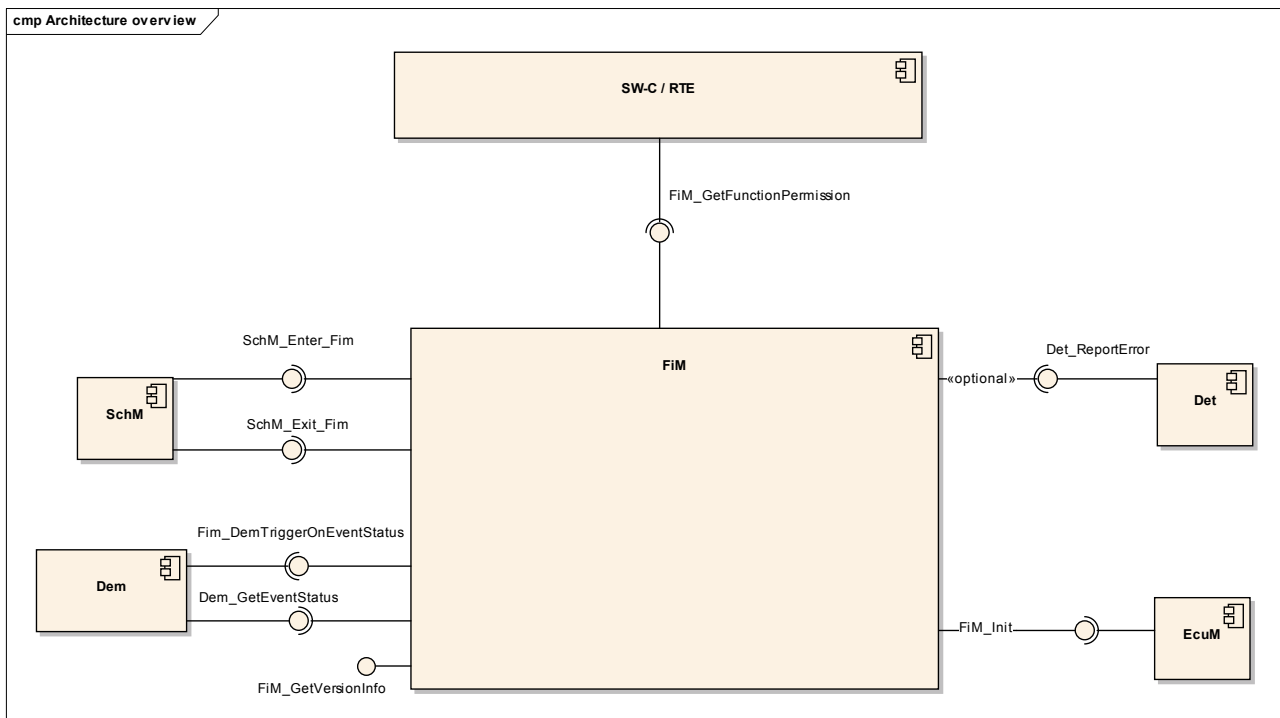 cmp Architecture overview
SW-C / RTE
FiM_GetFunctionPermission
SchM_Enter_Fim
FiM
Det_ReportError
«optional»
SchM
Det
SchM_Exit_Fim
Fim_DemTriggerOnEventStatus
Dem
Dem_GetEventStatus
FiM_Init
EcuM
FiM_GetVersionInfo